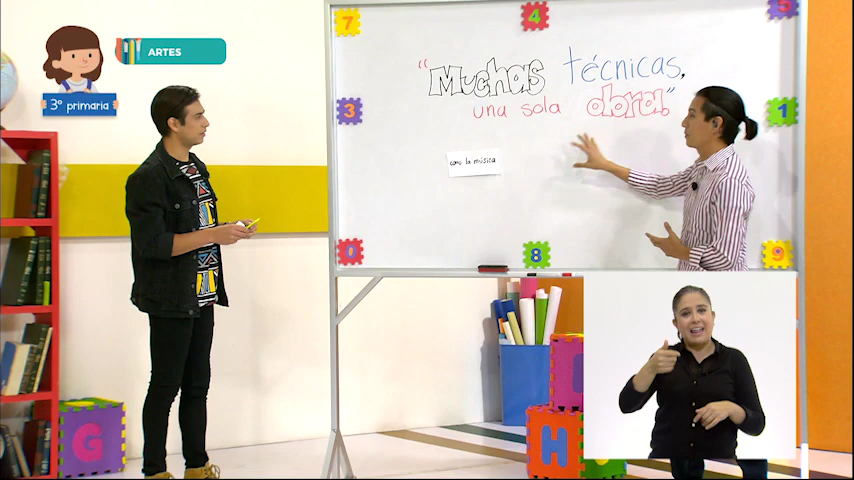 ARTES
3° primaria
"Muchas técnicas,
una sola obra!"
como la música
7
4
5
3
1
0
8
9
G
H